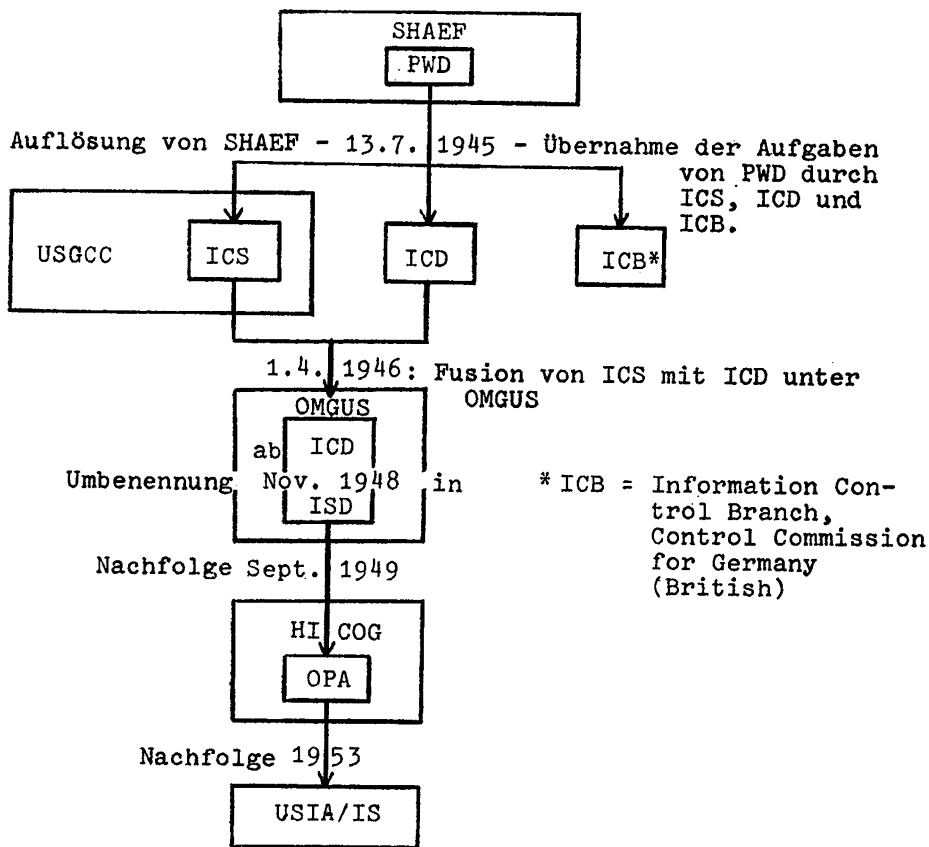 SHAEF
PWD
Auflösung von SHAEF - 13.7. 1945 - Übernahme der Aufgaben
von PWD durch
ICS, ICD und
ICB.
USGCC
ICS
ICD
ICB*
1.4. 1946: Fusion von ICS mit ICD unter
OMGUS
OMGUS
ICD
ab
Umbenennung Nov. 1948 in
ISD
* ICB = Information Con-
trol Branch,
Control Commission
for Germany
(British)
Nachfolge Sept. 1949
HICOG
OPA
Nachfolge 1953
USIA/IS